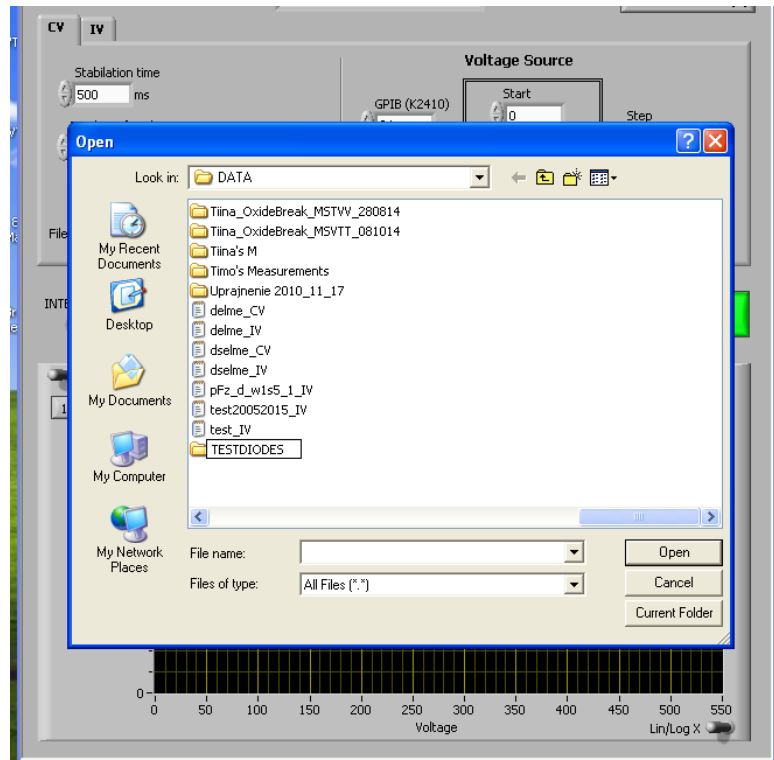 CV IV
Voltage Source
Stabilation time
500 ms
GPIB (K2410)
Start
0
Step
Open
Look in: DATA
My Recent Documents
Desktop
My Documents
My Computer
My Network Places
Tiina_OxideBreak_MSTVV_280814
Tiina_OxideBreak_MSVTT_081014
Tiina's M
Timo's Measurements
Uprajnenie 2010_11_17
delme_CV
delme_IV
dselme_CV
dselme_IV
pFz_d_w1s5_1_IV
test20052015_IV
test_IV
TESTDIODES
File name:
Open
Files of type: All Files (*.*)
Cancel
Current Folder
File
INTE
1
0
0 50 100 150 200 250 300 350 400 450 500 550
Voltage
Lin/Log X